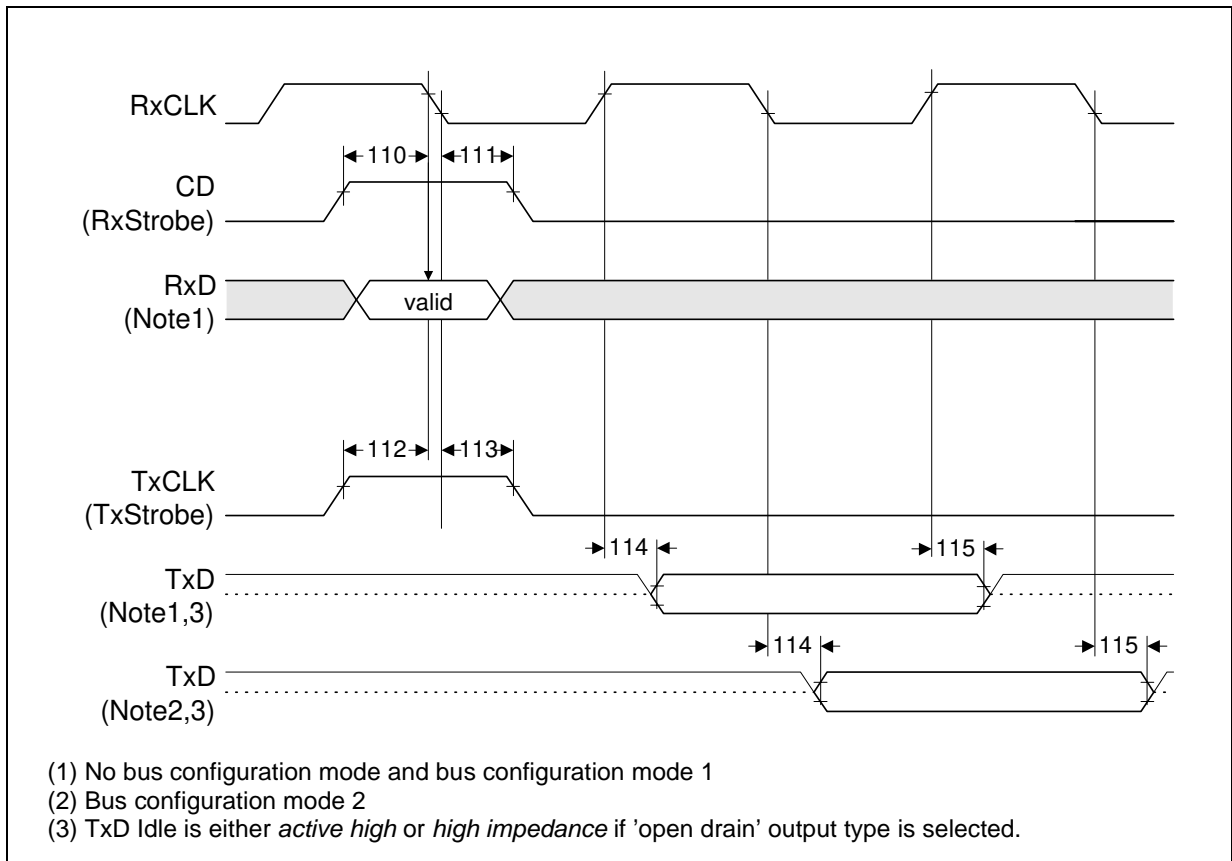 RxCLK
110
111
CD
(RxStrobe)
RxD
(Note1)
valid
112
113
TxCLK
(TxStrobe)
114
115
TxD
(Note1,3)
114
115
TxD
(Note2,3)
(1) No bus configuration mode and bus configuration mode 1
(2) Bus configuration mode 2
(3) TxD Idle is either active high or high impedance if 'open drain' output type is selected.